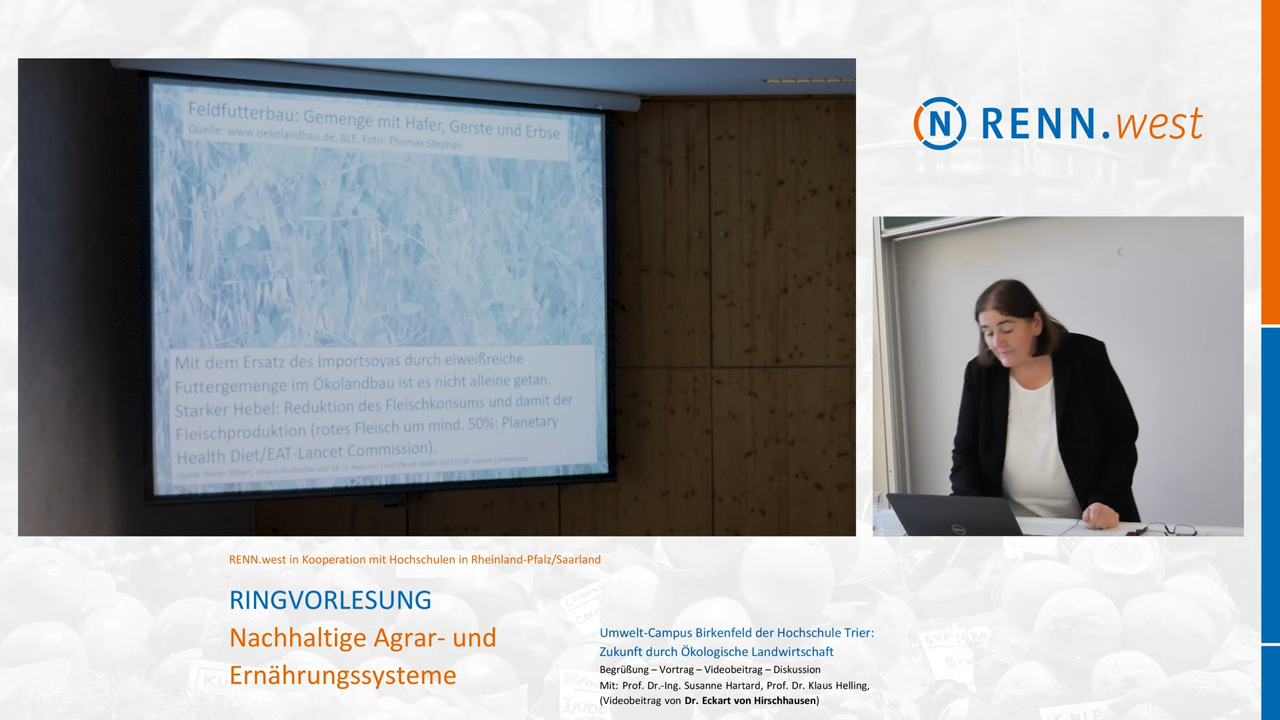 Feldfutterbau: Gemenge mit Hafer, Gerste und Erbse
Quelle: www.oekolandbau.de, BLE, Foto: Thomas Stephan
Mit dem Ersatz des Importsoyas durch eiweißreiche
Futtergemenge im Ökolandbau ist es nicht alleine getan.
Starker Hebel: Reduktion des Fleischkonsums und damit der
Fleischproduktion (rotes Fleisch um mind. 50%: Planetary
Health Diet/EAT-Lancet Commission).
N RENN.west
DELL
RENN.west in Kooperation mit Hochschulen in Rheinland-Pfalz/Saarland
RINGVORLESUNG
Nachhaltige Agrar- und
Ernährungssysteme
Umwelt-Campus Birkenfeld der Hochschule Trier:
Zukunft durch Ökologische Landwirtschaft
Begrüßung – Vortrag – Videobeitrag – Diskussion
Mit: Prof. Dr.-Ing. Susanne Hartard, Prof. Dr. Klaus Helling,
(Videobeitrag von Dr. Eckart von Hirschhausen)